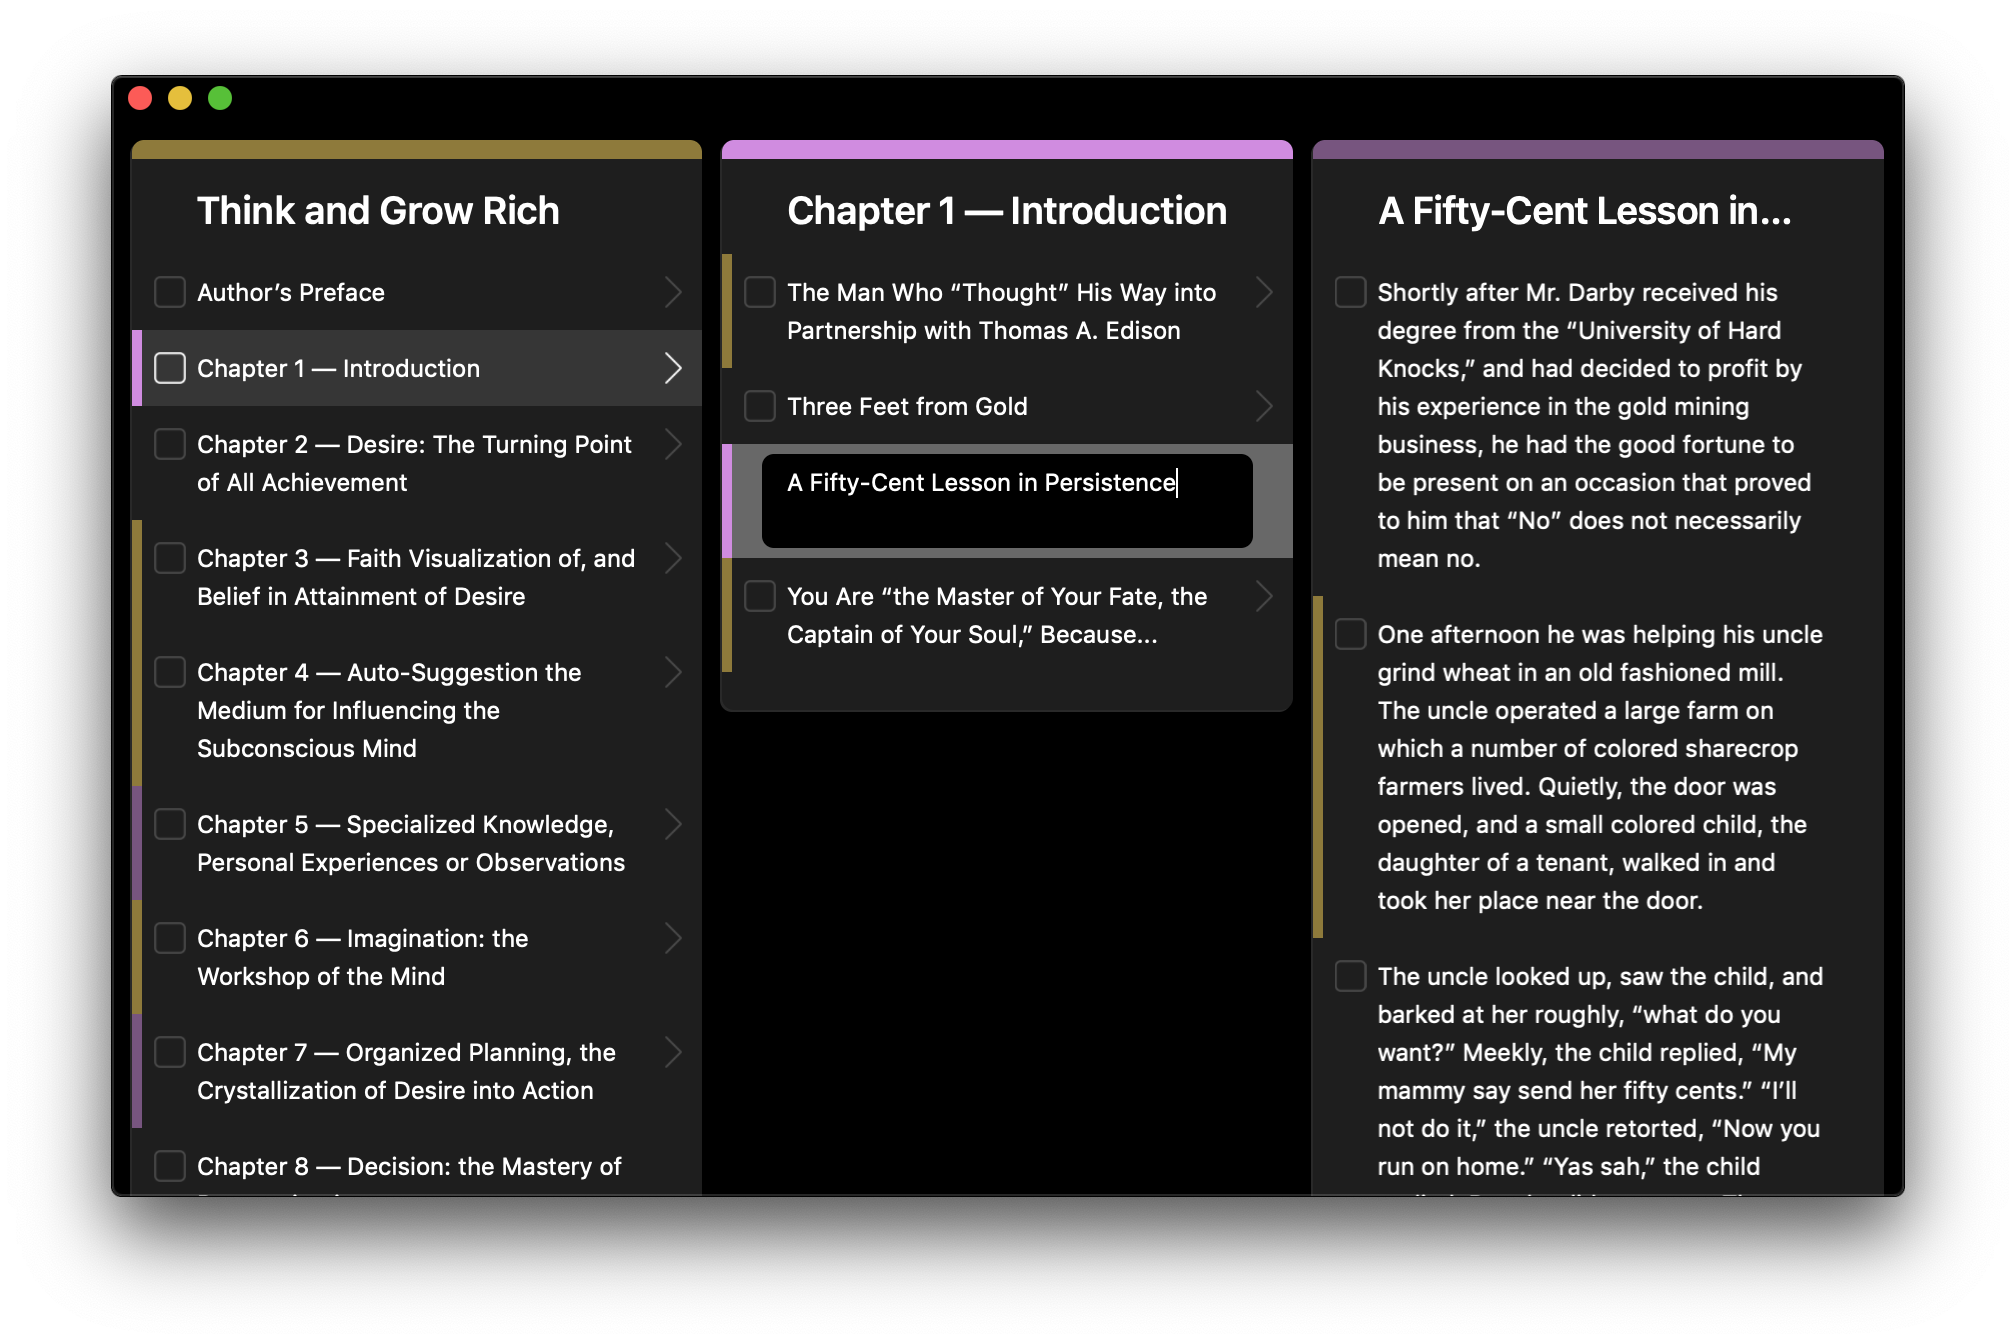 Think and Grow Rich
Author’s Preface
Chapter 1 — Introduction
Chapter 2 — Desire: The Turning Point
of All Achievement
Chapter 3 — Faith Visualization of, and
Belief in Attainment of Desire
Chapter 4 — Auto-Suggestion the
Medium for Influencing the
Subconscious Mind
Chapter 5 — Specialized Knowledge,
Personal Experiences or Observations
Chapter 6 — Imagination: the
Workshop of the Mind
Chapter 7 — Organized Planning, the
Crystallization of Desire into Action
Chapter 8 — Decision: the Mastery of
Chapter 1 — Introduction
The Man Who “Thought” His Way into
Partnership with Thomas A. Edison
Three Feet from Gold
A Fifty-Cent Lesson in Persistence
You Are “the Master of Your Fate, the
Captain of Your Soul,” Because...
A Fifty-Cent Lesson in...
Shortly after Mr. Darby received his
degree from the “University of Hard
Knocks,” and had decided to profit by
his experience in the gold mining
business, he had the good fortune to
be present on an occasion that proved
to him that “No” does not necessarily
mean no.
One afternoon he was helping his uncle
grind wheat in an old fashioned mill.
The uncle operated a large farm on
which a number of colored sharecrop
farmers lived. Quietly, the door was
opened, and a small colored child, the
daughter of a tenant, walked in and
took her place near the door.
The uncle looked up, saw the child, and
barked at her roughly, “what do you
want?” Meekly, the child replied, “My
mammy say send her fifty cents.” “I’ll
not do it,” the uncle retorted, “Now you
run on home.” “Yas sah,” the child